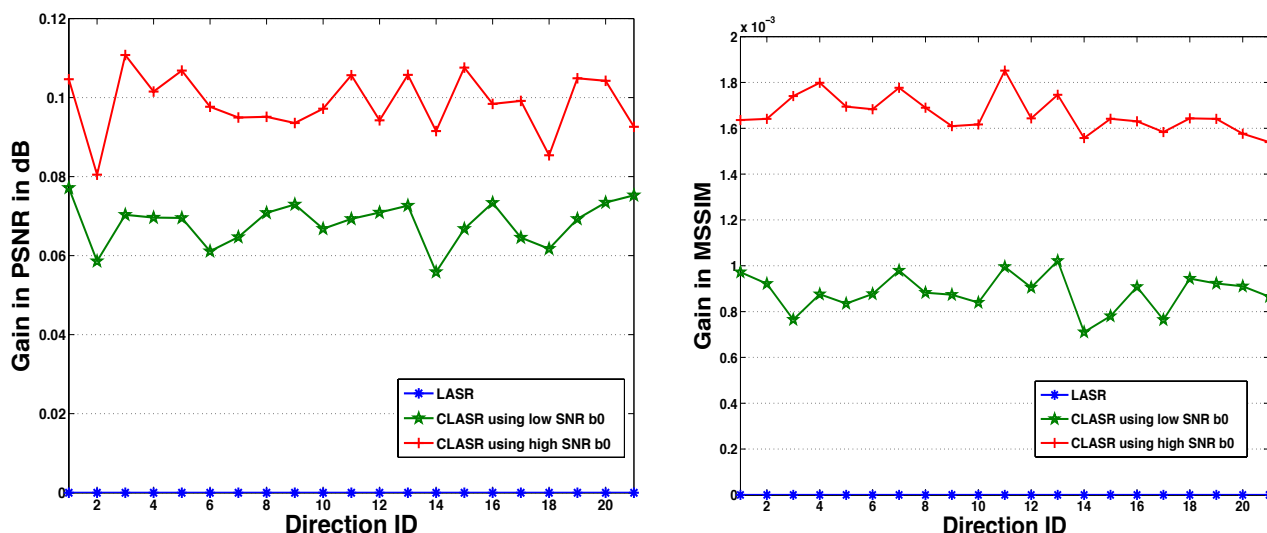 0.12
0.1
0.08
0.06
0.04
0.02
0
Gain in PSNR in dB
LASR
CLASR using low SNR b0
CLASR using high SNR b0
2 4 6 8 10 12 14 16 18 20
Direction ID
x 10⁻³
2
1.8
1.6
1.4
1.2
1
0.8
0.6
0.4
0.2
0
Gain in MSSIM
LASR
CLASR using low SNR b0
CLASR using high SNR b0
2 4 6 8 10 12 14 16 18 20
Direction ID